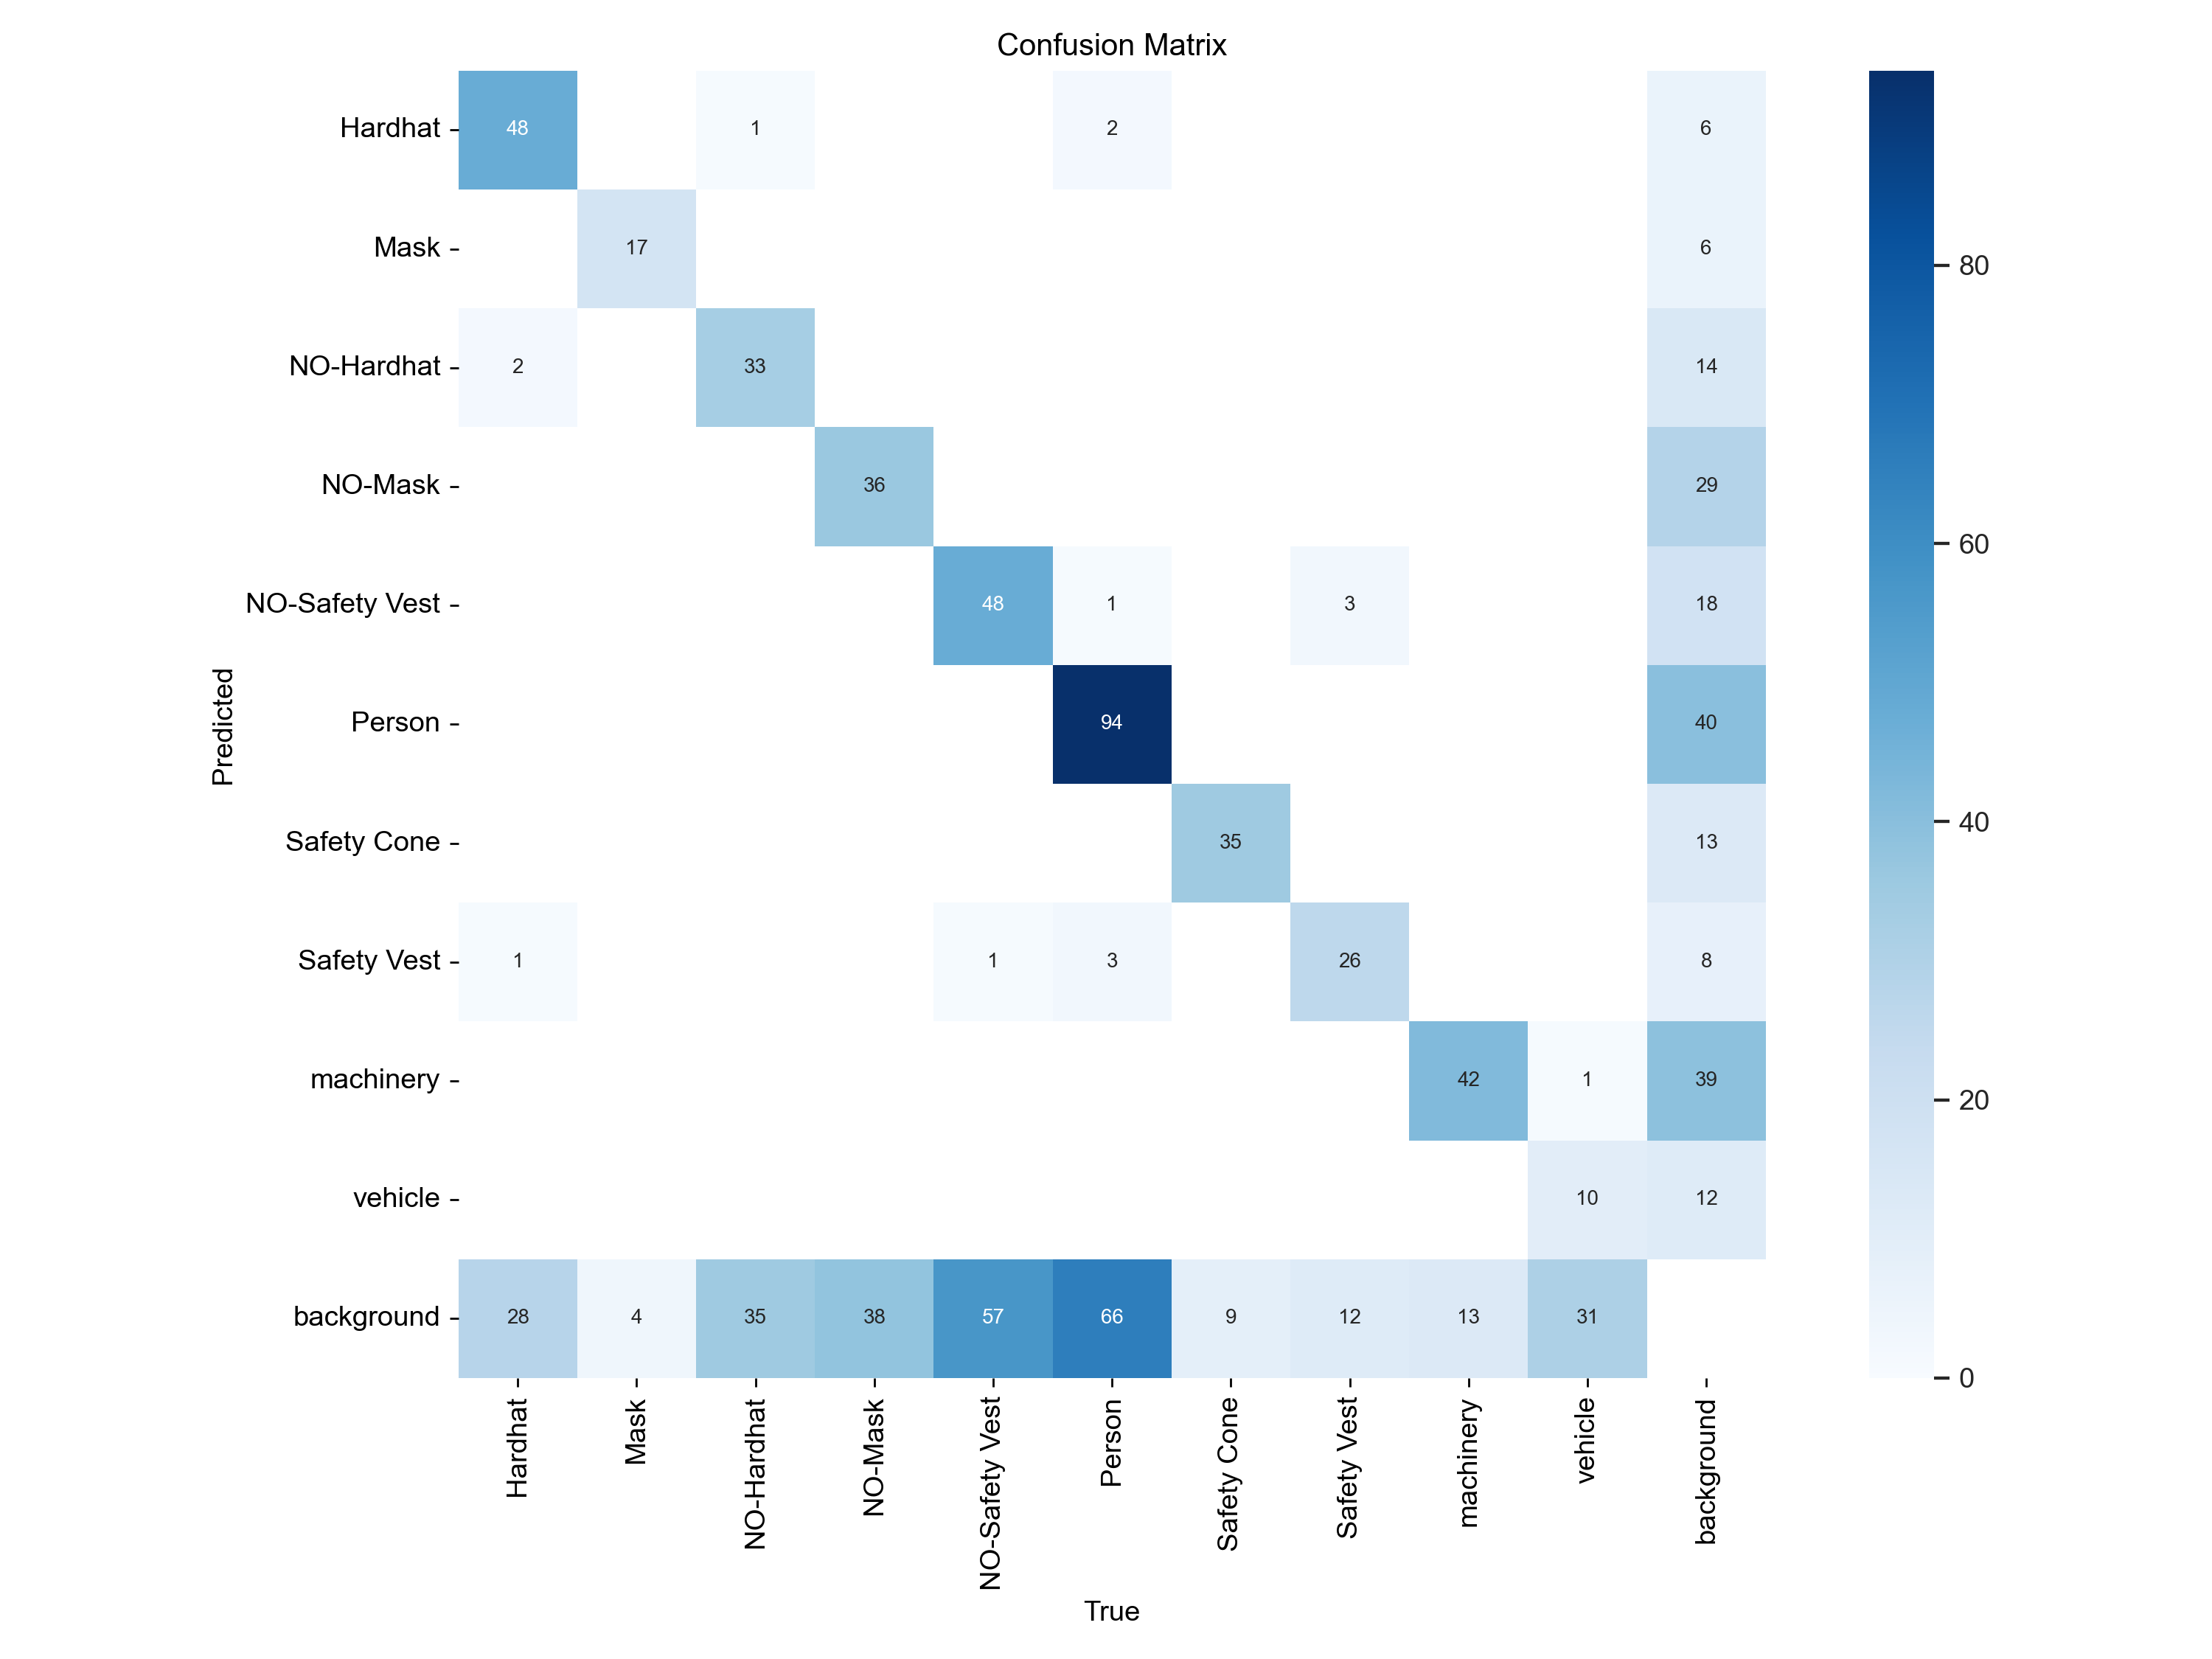 Confusion Matrix
Hardhat 48 1 2 6
Mask 17 6
80
NO-Hardhat 2 33 14
NO-Mask 36 29
60
NO-Safety Vest 48 1 3 18
Predicted
Person 94 40
40
Safety Cone 35 13
Safety Vest 1 1 3 26 8
machinery 42 1 39
20
vehicle 10 12
background 28 4 35 38 57 66 9 12 13 31
0
Hardhat
Mask
NO-Hardhat
NO-Mask
NO-Safety Vest
Person
Safety Cone
Safety Vest
machinery
vehicle
background
True